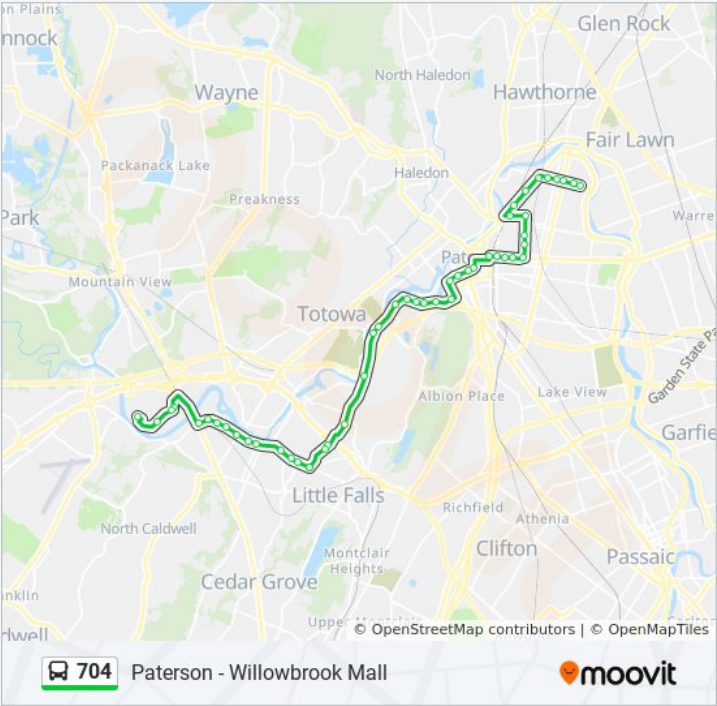 on Plains
nnock
Glen Rock
North Haledon
Wayne
Hawthorne
Fair Lawn
Packanack Lake
Haledon
Preakness
Park
Warre
Pat
Mountain View
Totowa
Garden State Pa
Albion Place
Lake View
Garfie
Little Falls
Richfield
Athenia
North Caldwell
Clifton
Montclair
Heights
Passaic
Cedar Grove
anklin
dwell
© OpenStreetMap contributors | © OpenMapTiles
704 Paterson - Willowbrook Mall
moovit